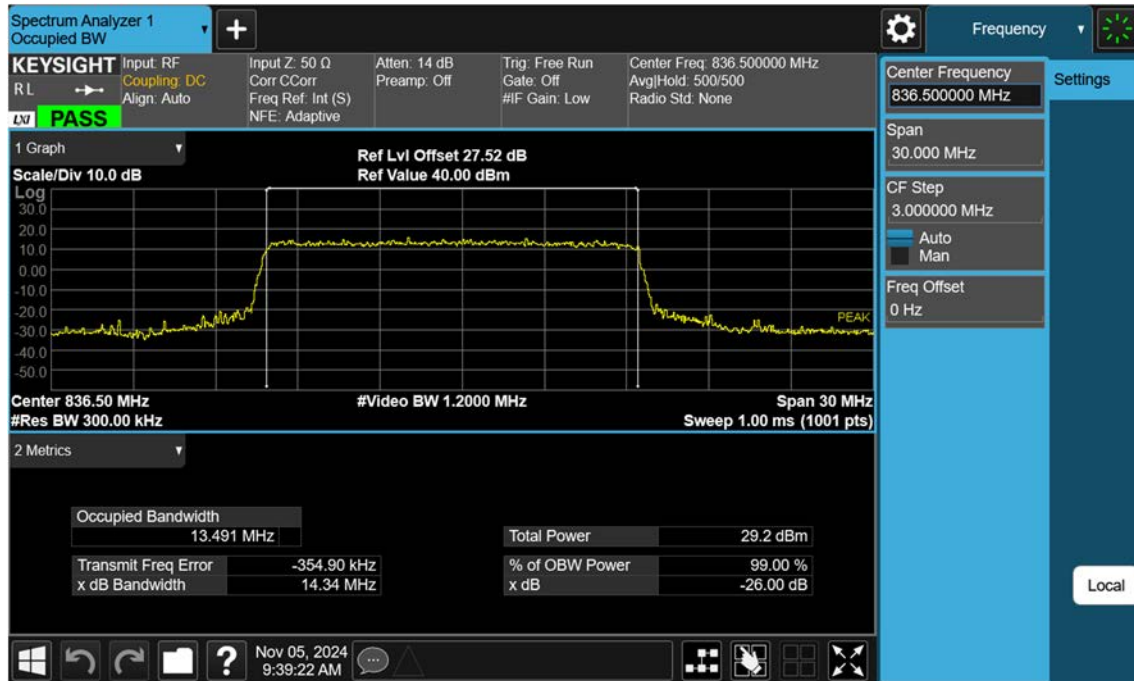 Spectrum Analyzer 1
Occupied BW
Frequency
KEYSIGHT
RL
LXI PASS
Input: RF
Coupling: DC
Align: Auto
Input Z: 50 Ω
Corr CCorr
Freq Ref: Int (S)
NFE: Adaptive
Atten: 14 dB
Preamp: Off
Trig: Free Run
Gate: Off
#IF Gain: Low
Center Freq: 836.500000 MHz
Avg|Hold: 500/500
Radio Std: None
Center Frequency
836.500000 MHz
Settings
Span
30.000 MHz
CF Step
3.000000 MHz
Auto
Man
Freq Offset
0 Hz
1 Graph
Scale/Div 10.0 dB
Ref Lvl Offset 27.52 dB
Ref Value 40.00 dBm
Log
30.0
20.0
10.0
0.00
-10.0
-20.0
-30.0
-40.0
-50.0
PEAK
Center 836.50 MHz
#Video BW 1.2000 MHz
Span 30 MHz
#Res BW 300.00 kHz
Sweep 1.00 ms (1001 pts)
2 Metrics
Occupied Bandwidth
13.491 MHz
Total Power 29.2 dBm
Transmit Freq Error -354.90 kHz
% of OBW Power 99.00 %
x dB Bandwidth 14.34 MHz
x dB -26.00 dB
Local
?
Nov 05, 2024
9:39:22 AM